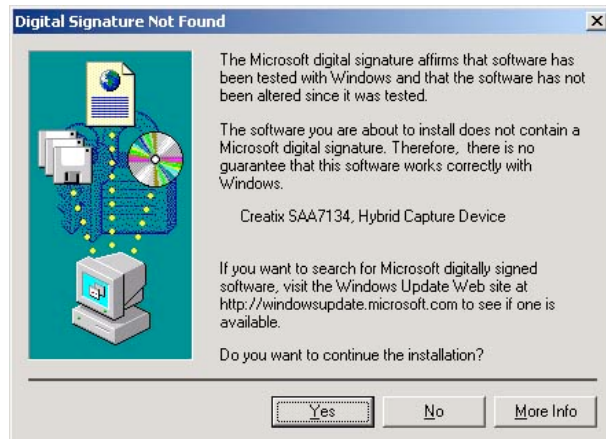 Digital Signature Not Found
The Microsoft digital signature affirms that software has
been tested with Windows and that the software has not
been altered since it was tested.
The software you are about to install does not contain a
Microsoft digital signature. Therefore, there is no
guarantee that this software works correctly with
Windows.
Creatix SAA7134, Hybrid Capture Device
If you want to search for Microsoft digitally signed
software, visit the Windows Update Web site at
http://windowsupdate.microsoft.com to see if one is
available.
Do you want to continue the installation?
Yes No More Info